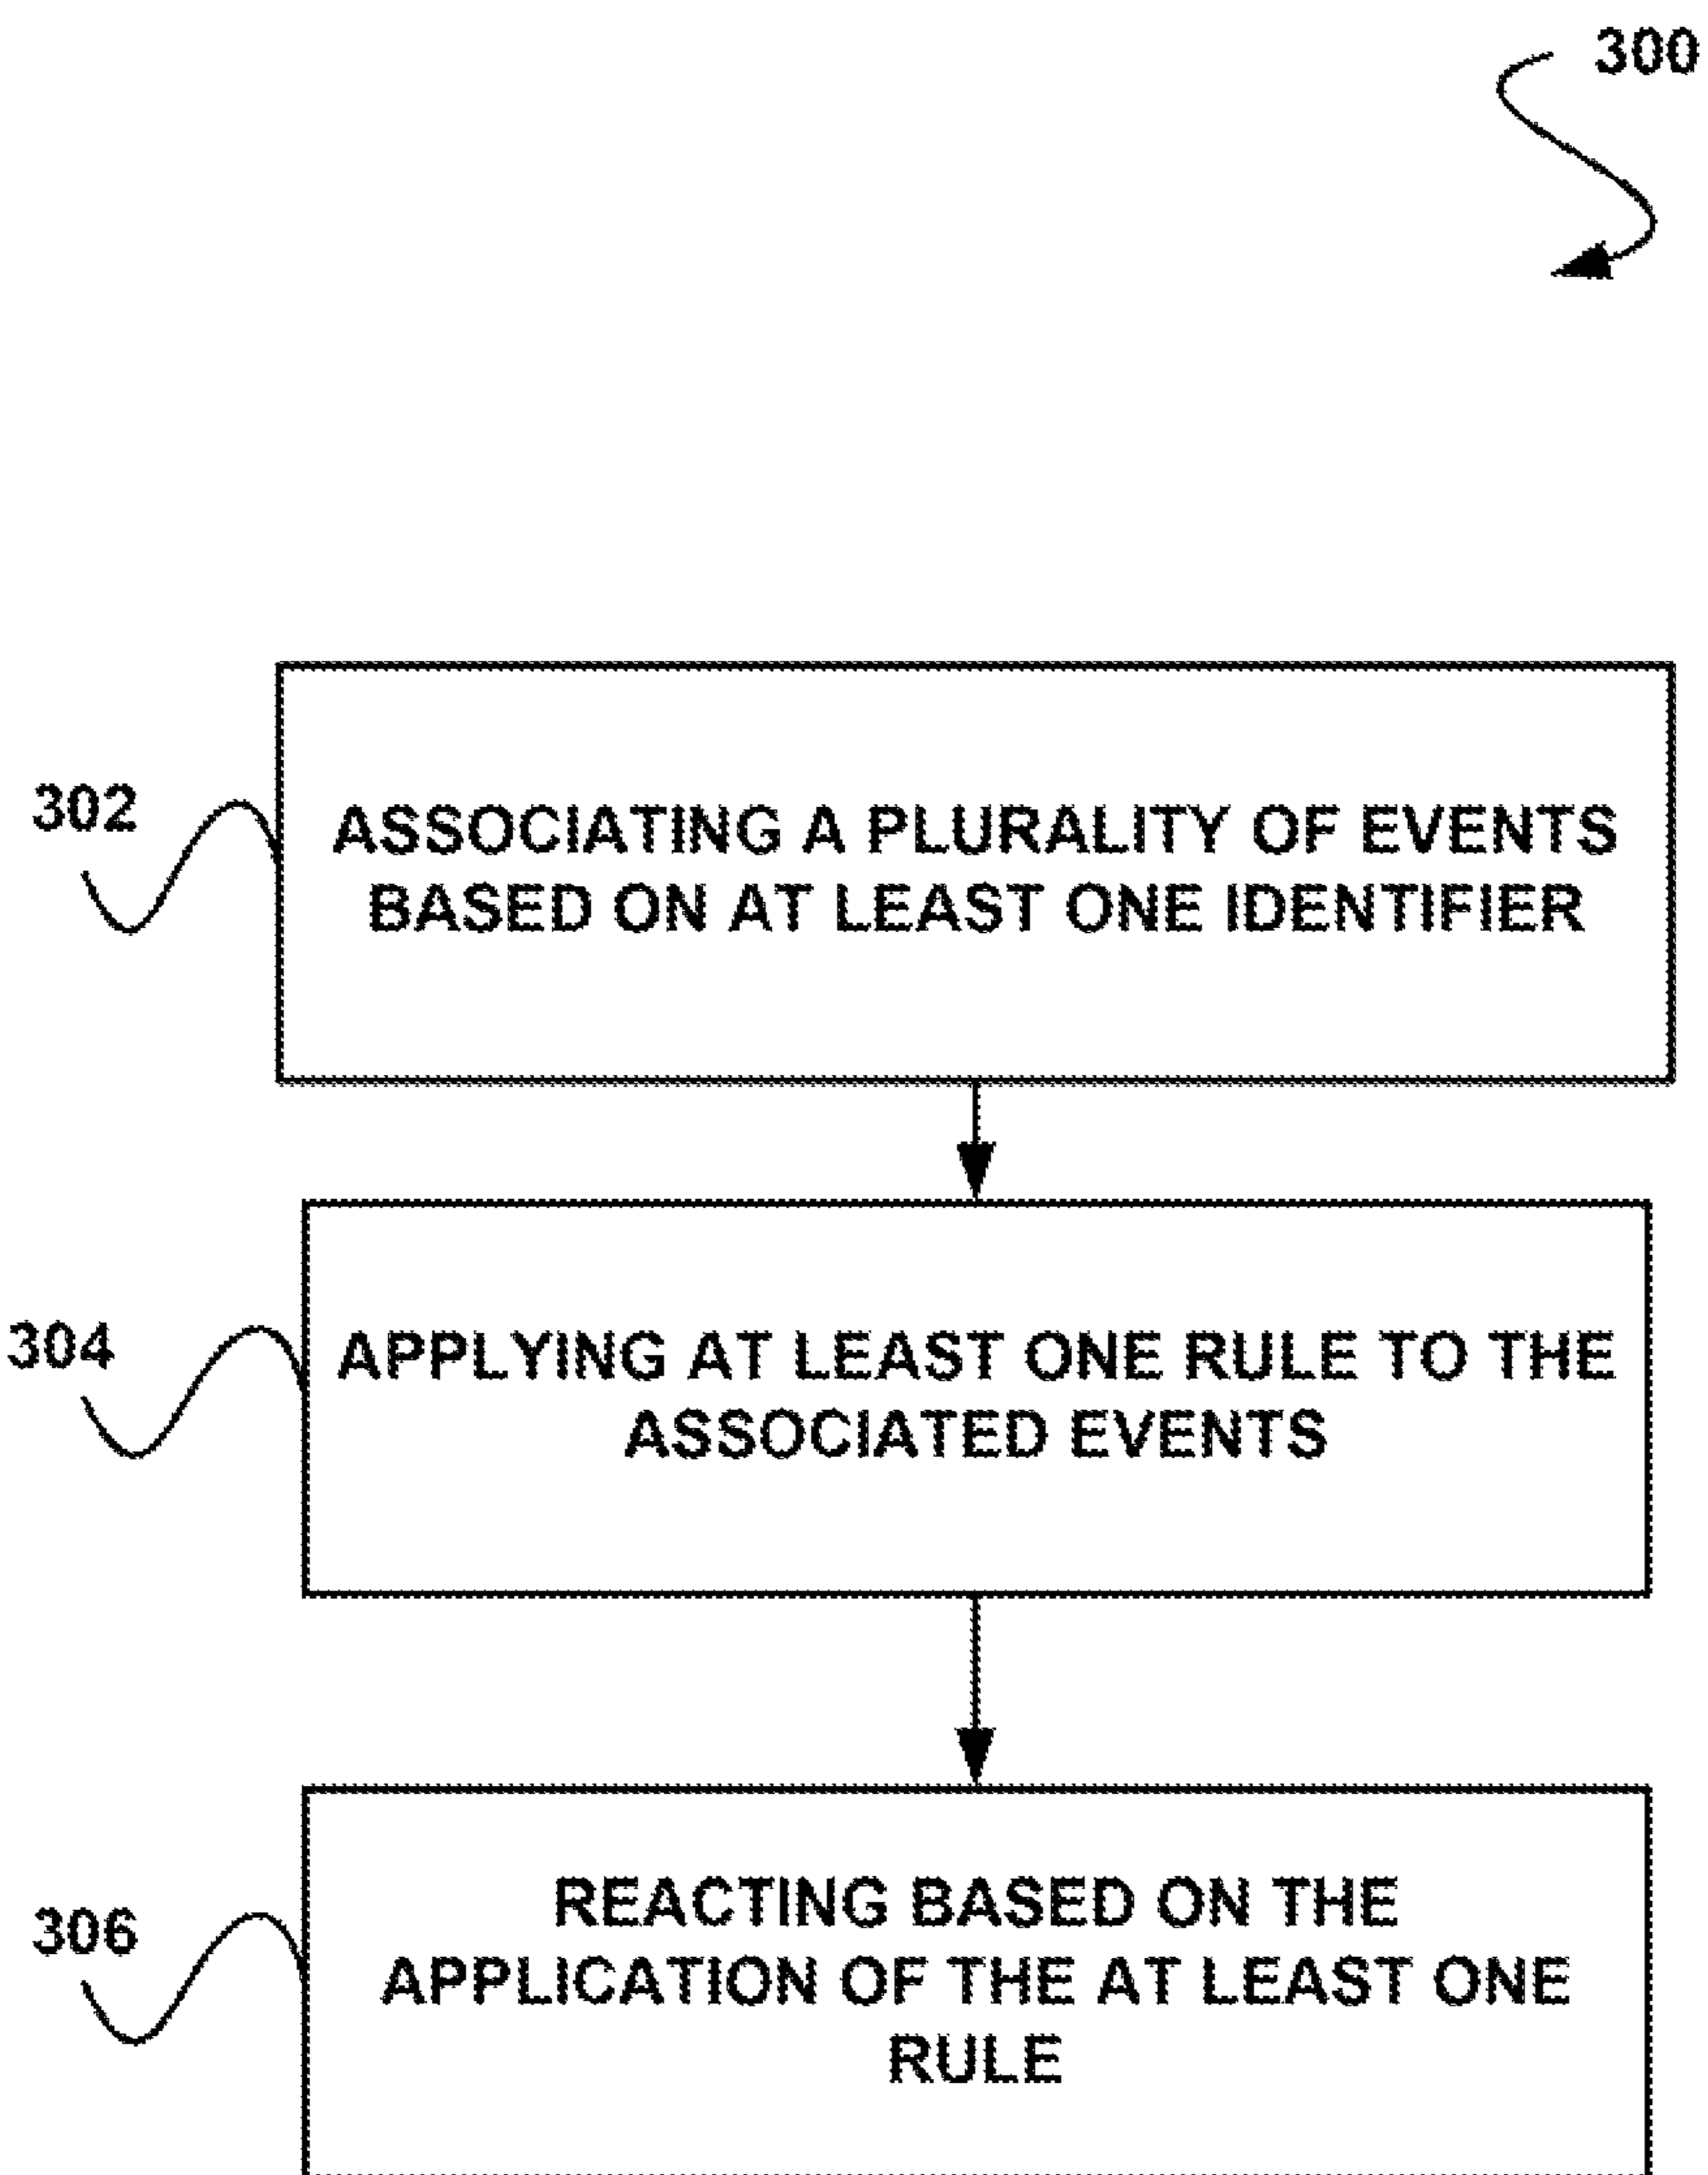 300
302
ASSOCIATING A PLURALITY OF EVENTS
BASED ON AT LEAST ONE IDENTIFIER
304
APPLYING AT LEAST ONE RULE TO THE
ASSOCIATED EVENTS
306
REACTING BASED ON THE
APPLICATION OF THE AT LEAST ONE
RULE